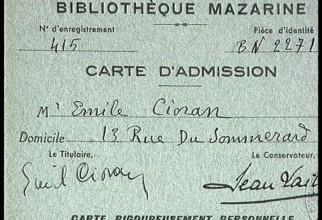 BIBLIOTHÈQUE MAZARINE
N° d'enregistrement Pièce d'identité
415 BN 2271
CARTE D'ADMISSION
Mʳ Emile Cioran
Domicile 13 Rue Du Sommerard
Le Titulaire, Le Conservateur,
Emil Cioran Jean
CARTE RIGOUREUSEMENT PERSONNELLE